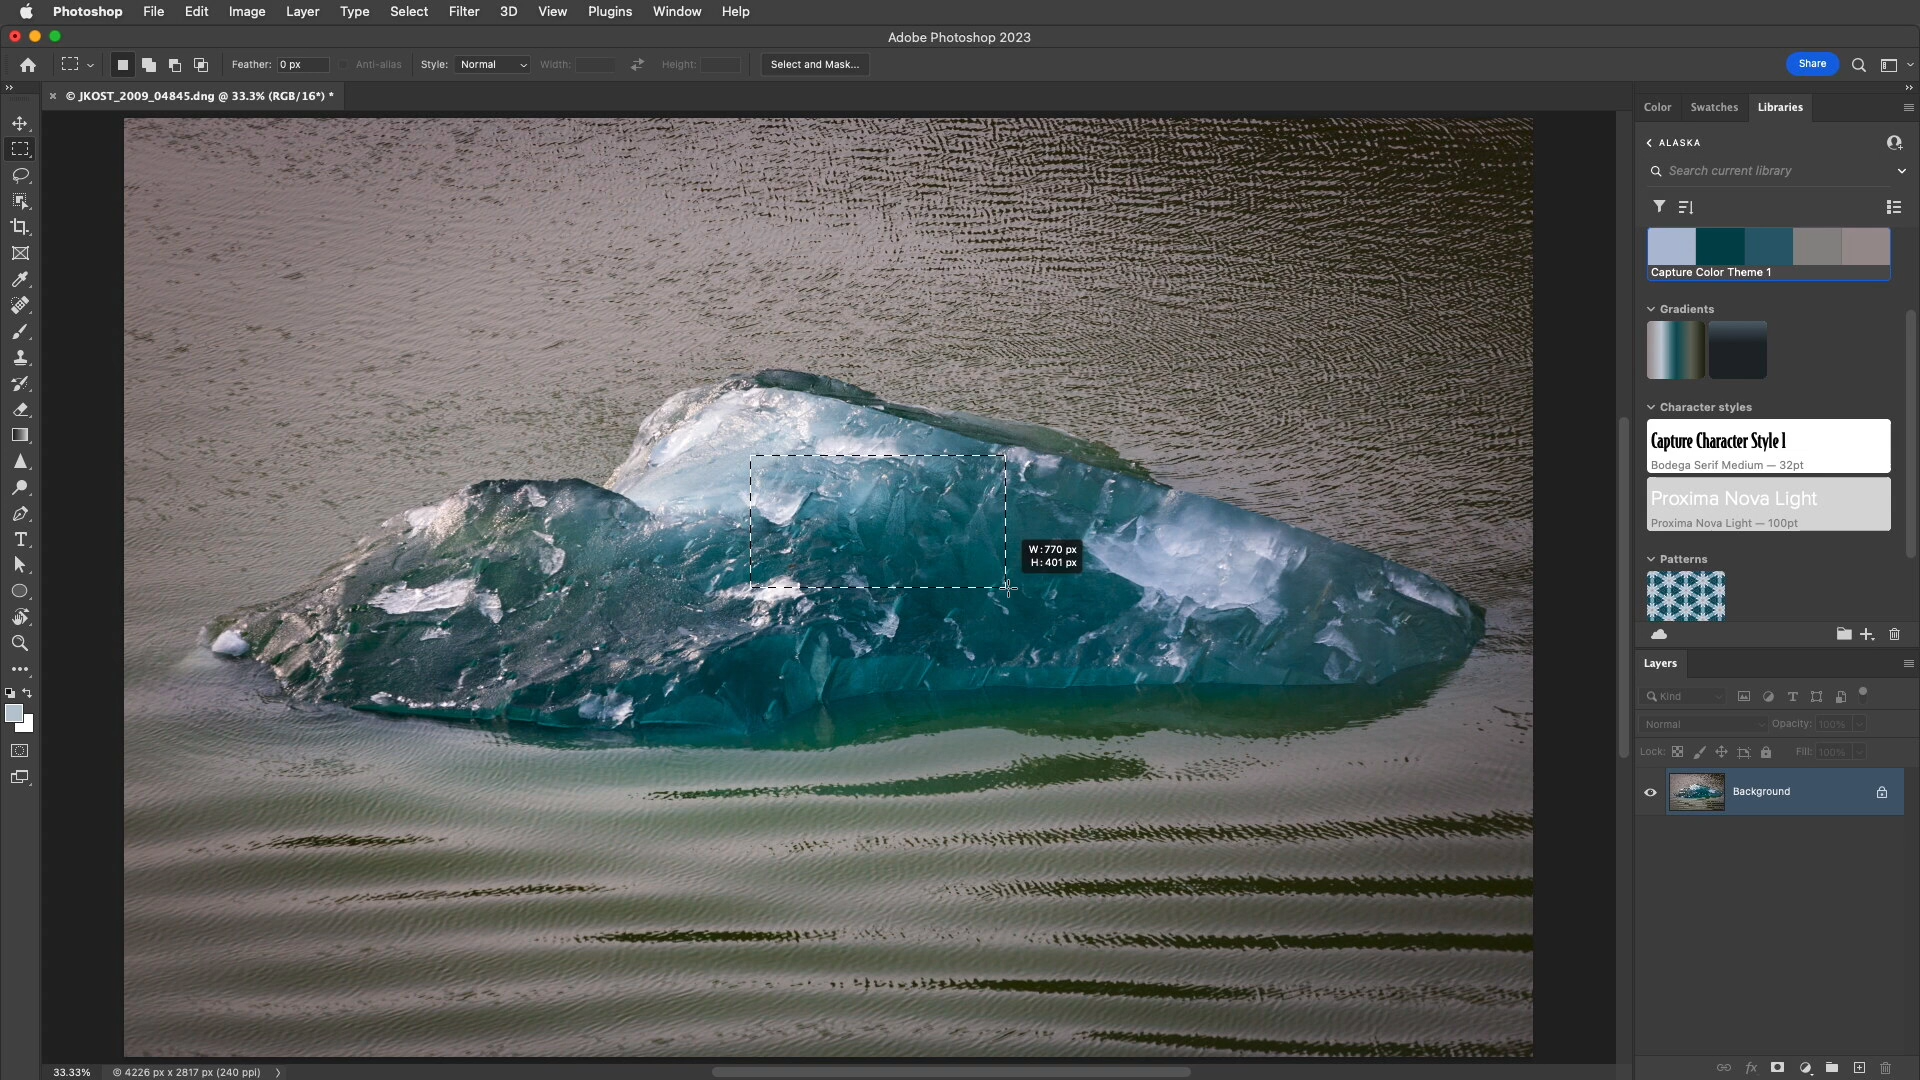 Photoshop File Edit Image Layer Type Select Filter 3D View Plugins Window Help
Adobe Photoshop 2023
Feather: 0 px Anti-alias Style: Normal Width: Height: Select and Mask... Share
× © JKOST_2009_04845.dng @ 33.3% (RGB/16*) *
Color Swatches Libraries
ALASKA
Search current library
Capture Color Theme 1
Gradients
Character styles
Capture Character Style 1
Bodega Serif Medium — 32pt
Proxima Nova Light
Proxima Nova Light — 100pt
Patterns
W: 770 px
H: 401 px
Layers
Kind
Normal Opacity: 100%
Lock: Fill: 100%
Background
33.33% © 4226 px x 2817 px (240 ppi)